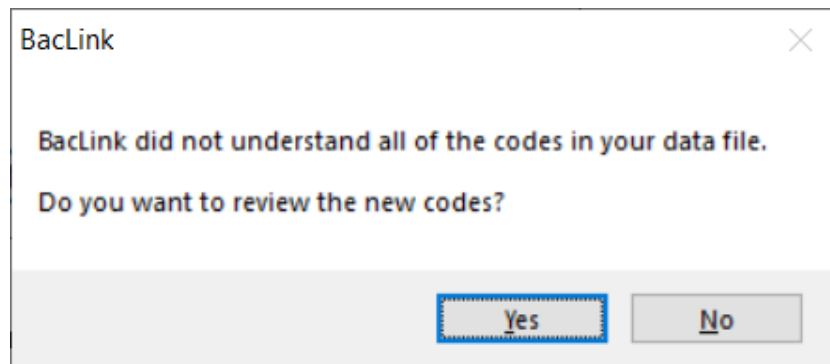 BacLink
BacLink did not understand all of the codes in your data file.
Do you want to review the new codes?
Yes No